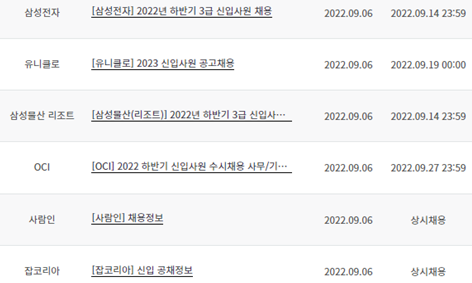 삼성전자 [삼성전자] 2022년 하반기 3급 신입사원 채용 2022.09.06 2022.09.14 23:59
유니클로 [유니클로] 2023 신입사원 공고채용 2022.09.06 2022.09.19 00:00
삼성물산 리조트 [삼성물산(리조트)] 2022년 하반기 3급 신입사… 2022.09.06 2022.09.14 23:59
OCI [OCI] 2022 하반기 신입사원 수시채용 사무/기… 2022.09.06 2022.09.27 23:59
사람인 [사람인] 채용정보 2022.09.06 상시채용
잡코리아 [잡코리아] 신입 공채정보 2022.09.06 상시채용